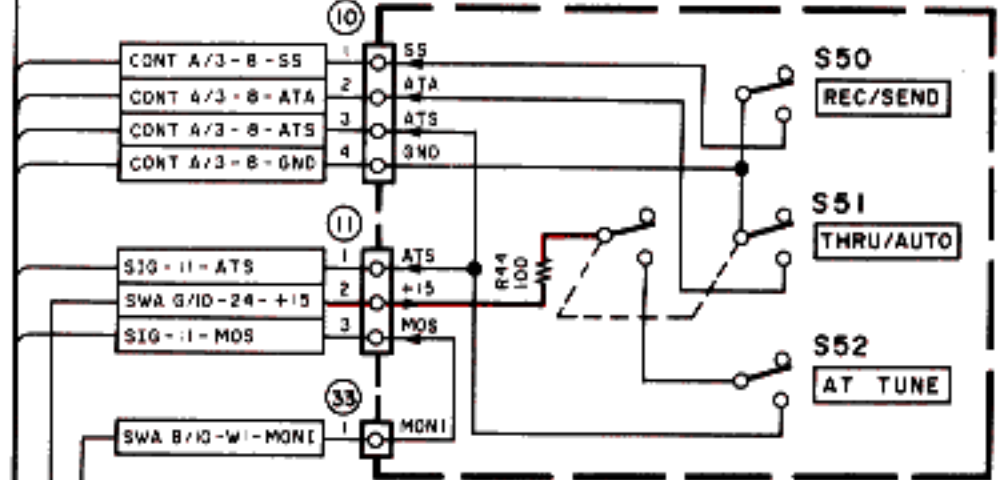 10
CONT A/3-8-SS 1 SS
CONT A/3-8-ATA 2 ATA
CONT A/3-8-ATS 3 ATS
CONT A/3-8-GND 4 GND
S50
REC/SEND
11
SIG-11-ATS 1 ATS
SWA G/10-24-+15 2 +15
SIG-11-MOS 3 MOS
R44
100
S51
THRU/AUTO
S52
AT TUNE
33
SWA B/10-W1-MONI 1 MONI